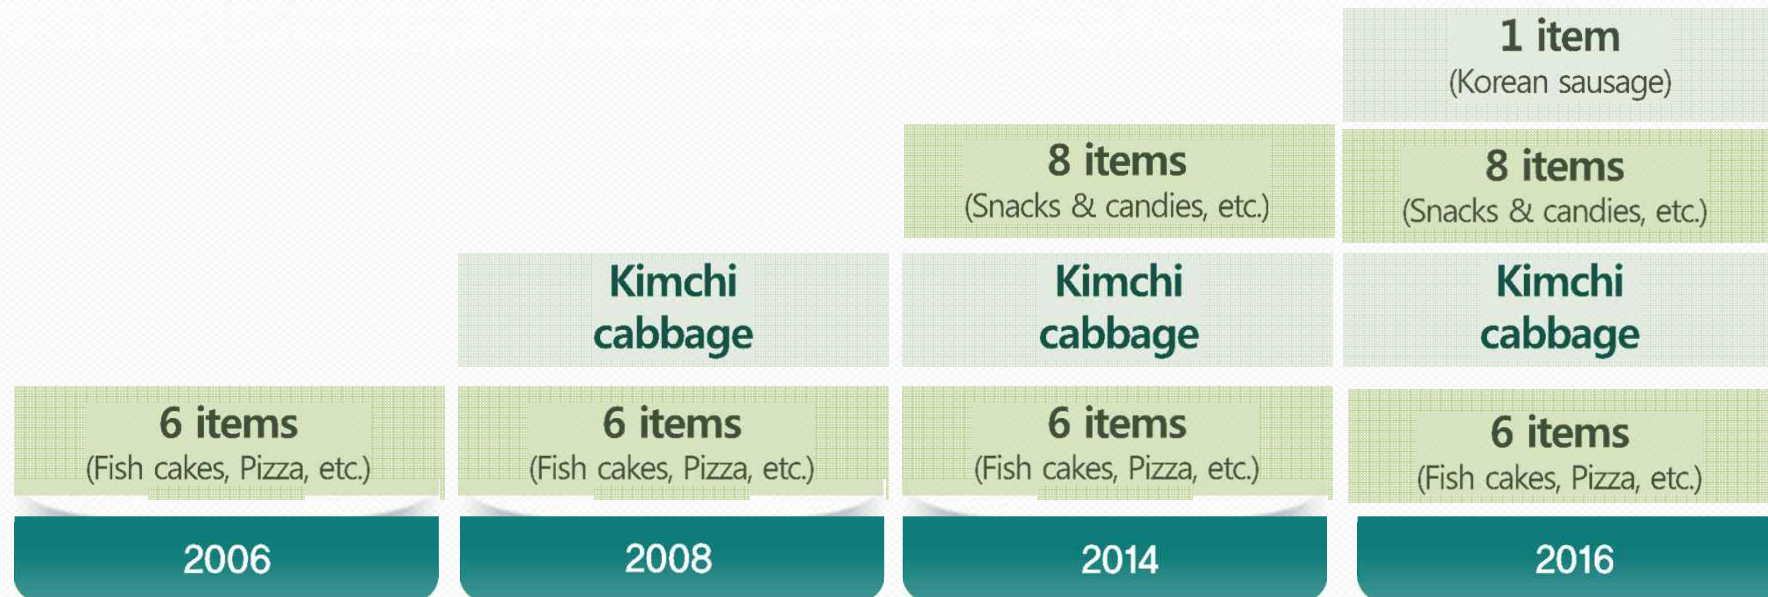 1 item
(Korean sausage)
8 items
(Snacks & candies, etc.)
8 items
(Snacks & candies, etc.)
Kimchi
cabbage
Kimchi
cabbage
Kimchi
cabbage
6 items
(Fish cakes, Pizza, etc.)
6 items
(Fish cakes, Pizza, etc.)
6 items
(Fish cakes, Pizza, etc.)
6 items
(Fish cakes, Pizza, etc.)
2006
2008
2014
2016